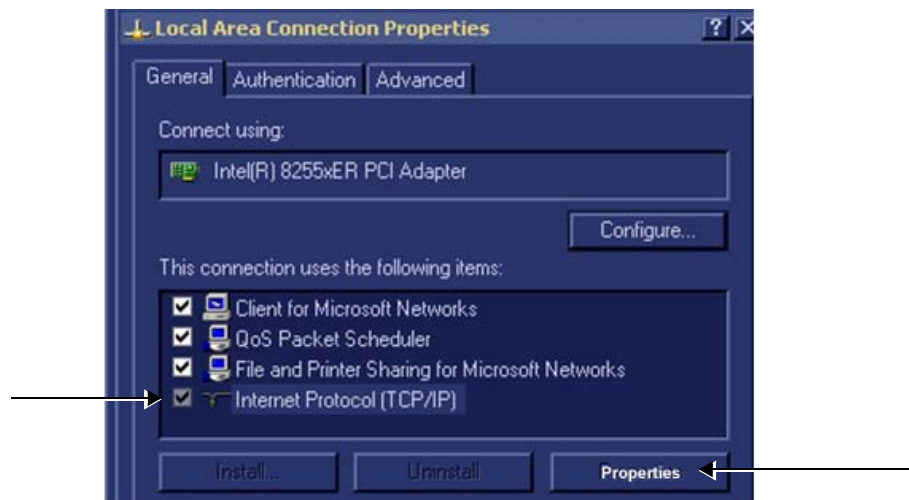 Local Area Connection Properties
General Authentication Advanced
Connect using:
Intel(R) 8255xER PCI Adapter
Configure...
This connection uses the following items:
Client for Microsoft Networks
QoS Packet Scheduler
File and Printer Sharing for Microsoft Networks
Internet Protocol (TCP/IP)
Install... Uninstall Properties